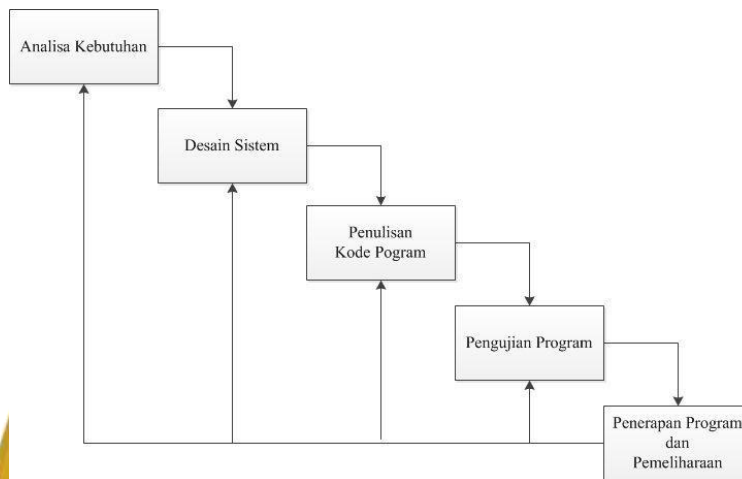 Analisa Kebutuhan
Desain Sistem
Penulisan
Kode Pogram
Pengujian Program
Penerapan Program
dan
Pemeliharaan